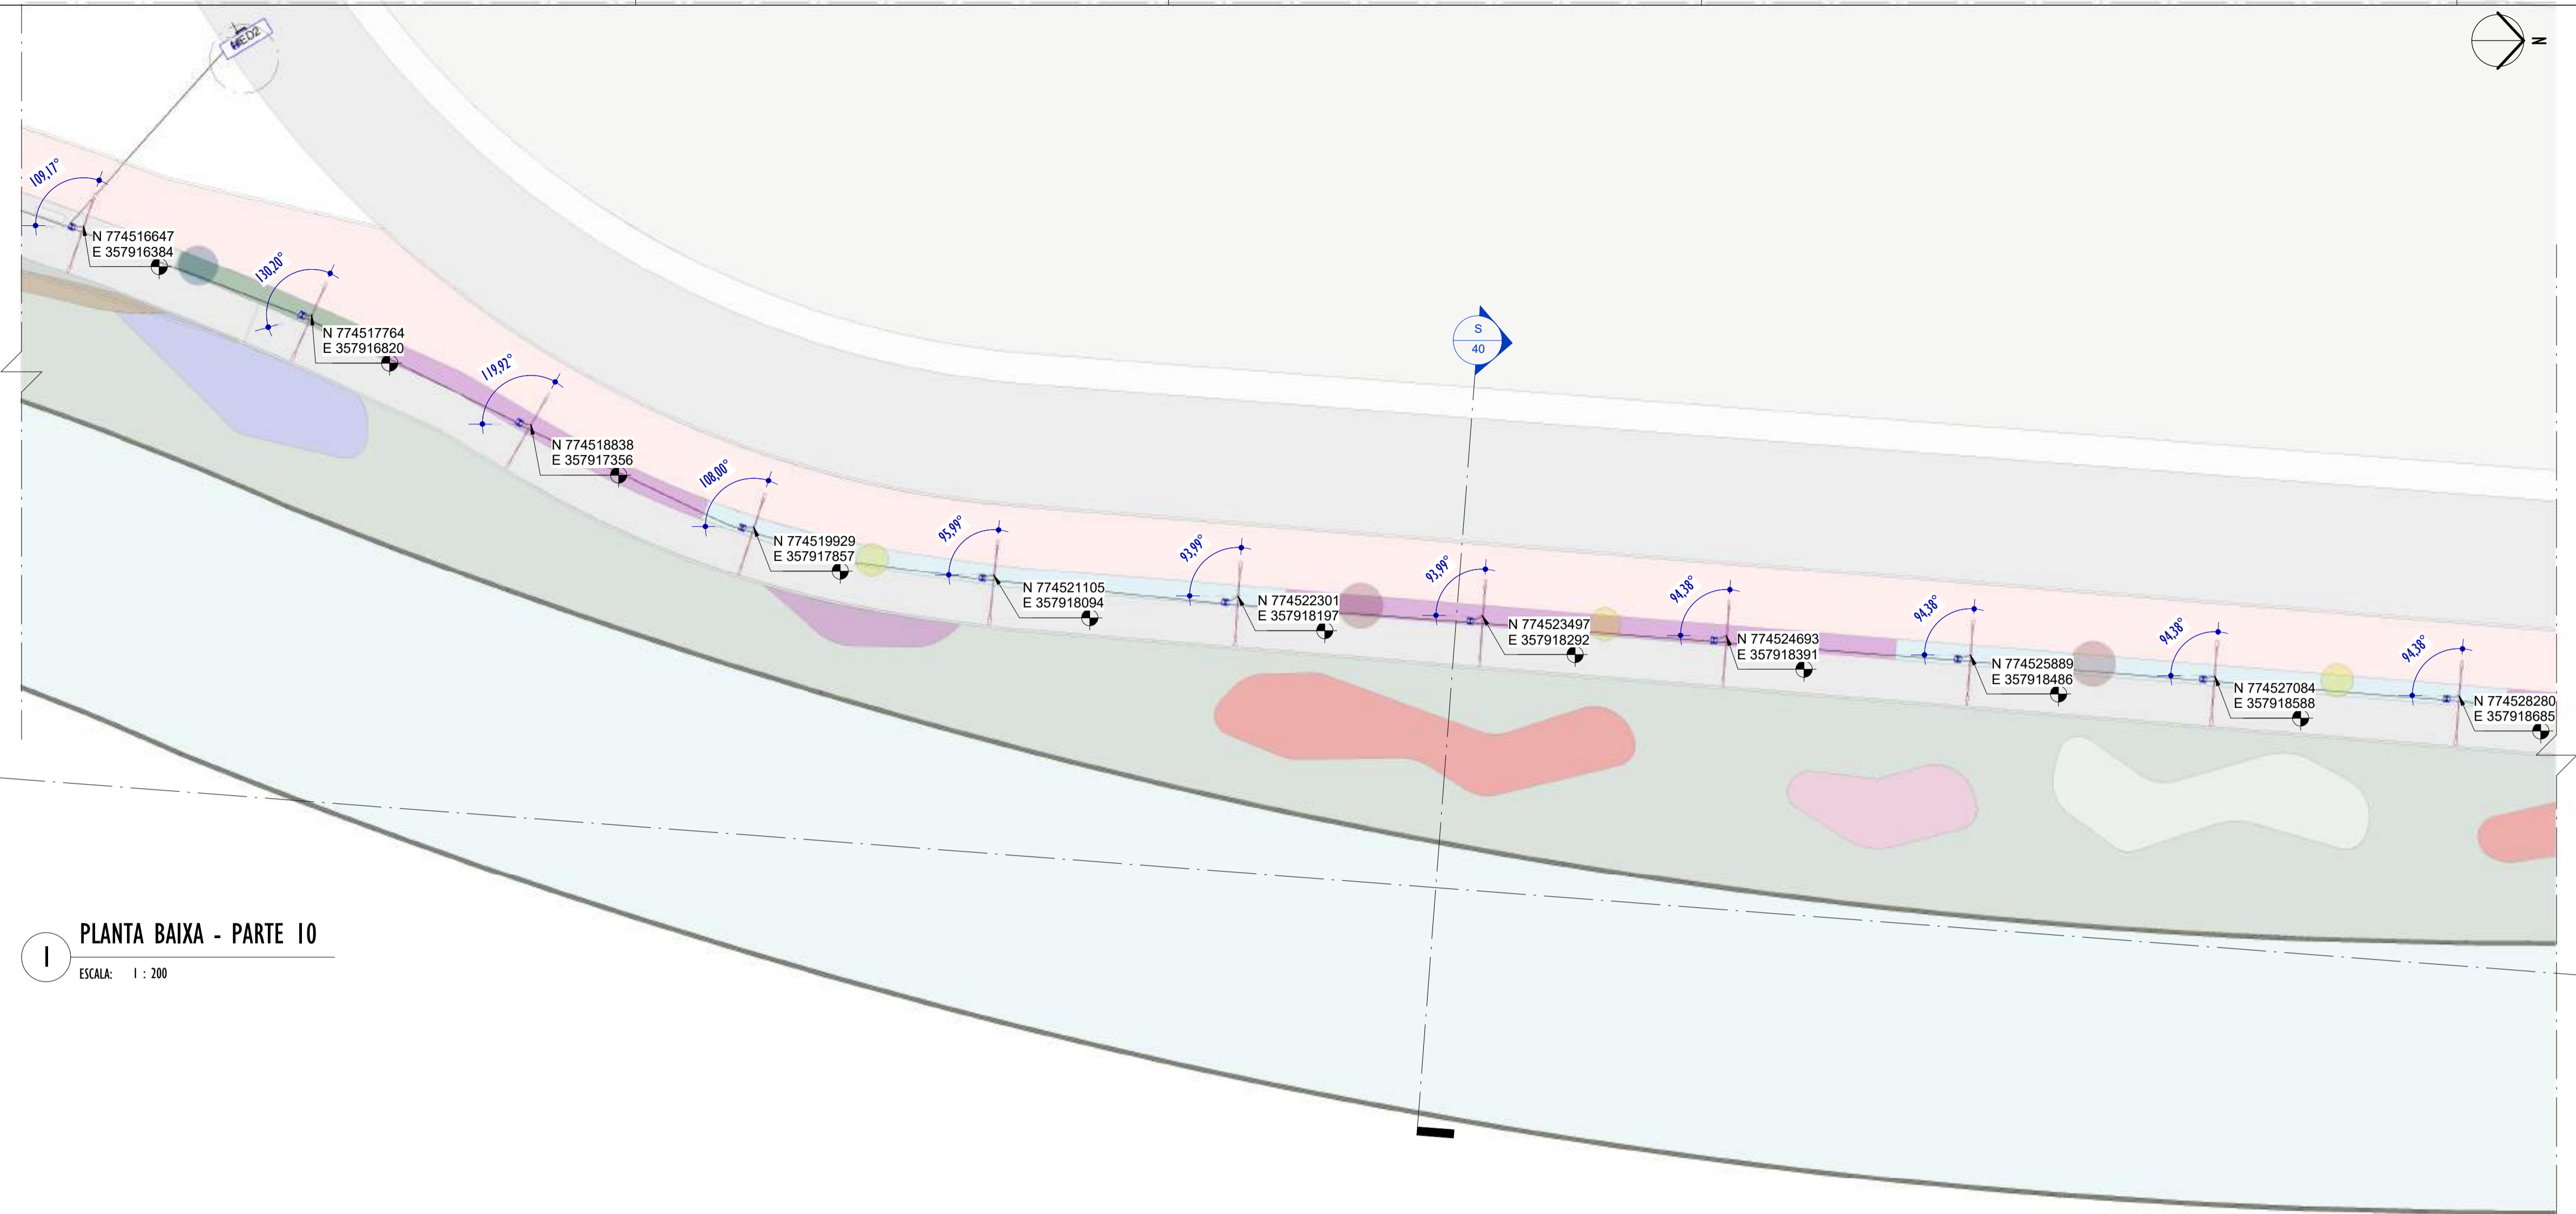 MED2
N
109,17°
N 774516647
E 357916384
130,20°
N 774517764
E 357916820
119,92°
N 774518838
E 357917356
108,00°
N 774519929
E 357917857
95,99°
N 774521105
E 357918094
93,99°
N 774522301
E 357918197
S
40
93,99°
N 774523497
E 357918292
94,38°
N 774524693
E 357918391
94,38°
N 774525889
E 357918486
94,38°
N 774527084
E 357918588
94,38°
N 774528280
E 357918685
1
PLANTA BAIXA - PARTE 10
ESCALA: 1 : 200